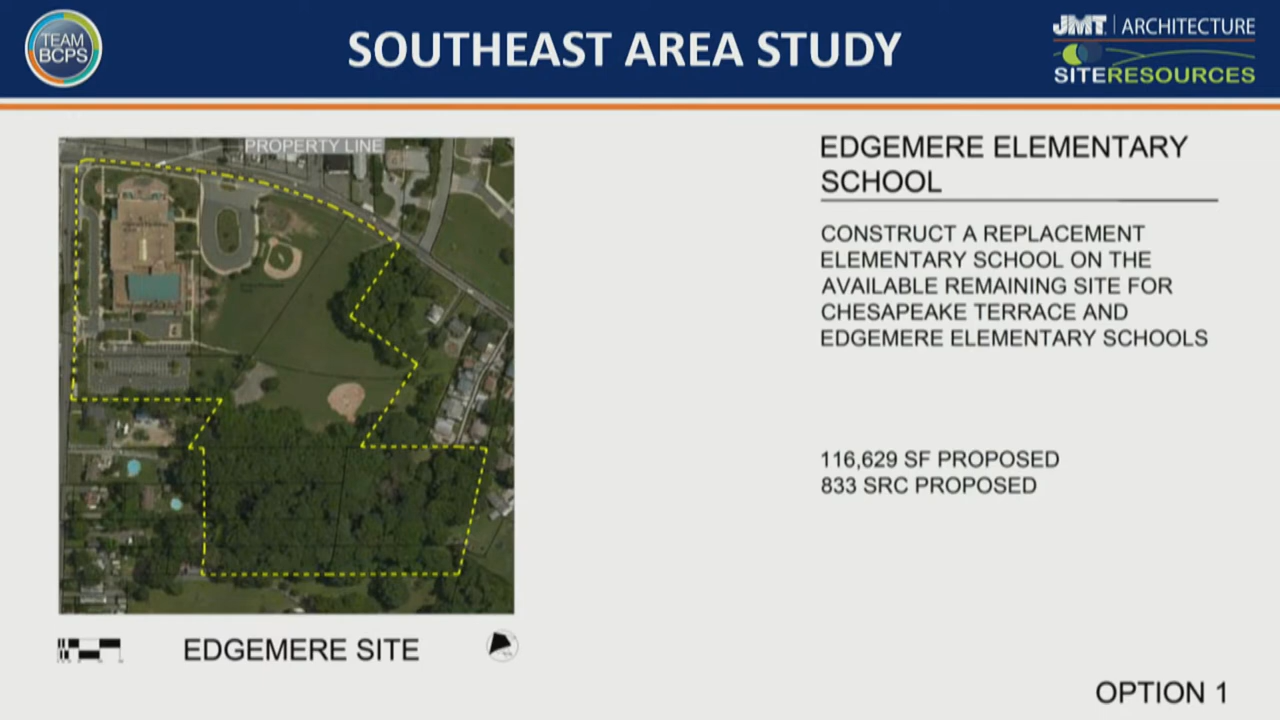 TEAM
BCPS
SOUTHEAST AREA STUDY
JMT | ARCHITECTURE
SITERESOURCES
PROPERTY LINE
EDGEMERE ELEMENTARY
SCHOOL
CONSTRUCT A REPLACEMENT
ELEMENTARY SCHOOL ON THE
AVAILABLE REMAINING SITE FOR
CHESAPEAKE TERRACE AND
EDGEMERE ELEMENTARY SCHOOLS
116,629 SF PROPOSED
833 SRC PROPOSED
EDGEMERE SITE
OPTION 1